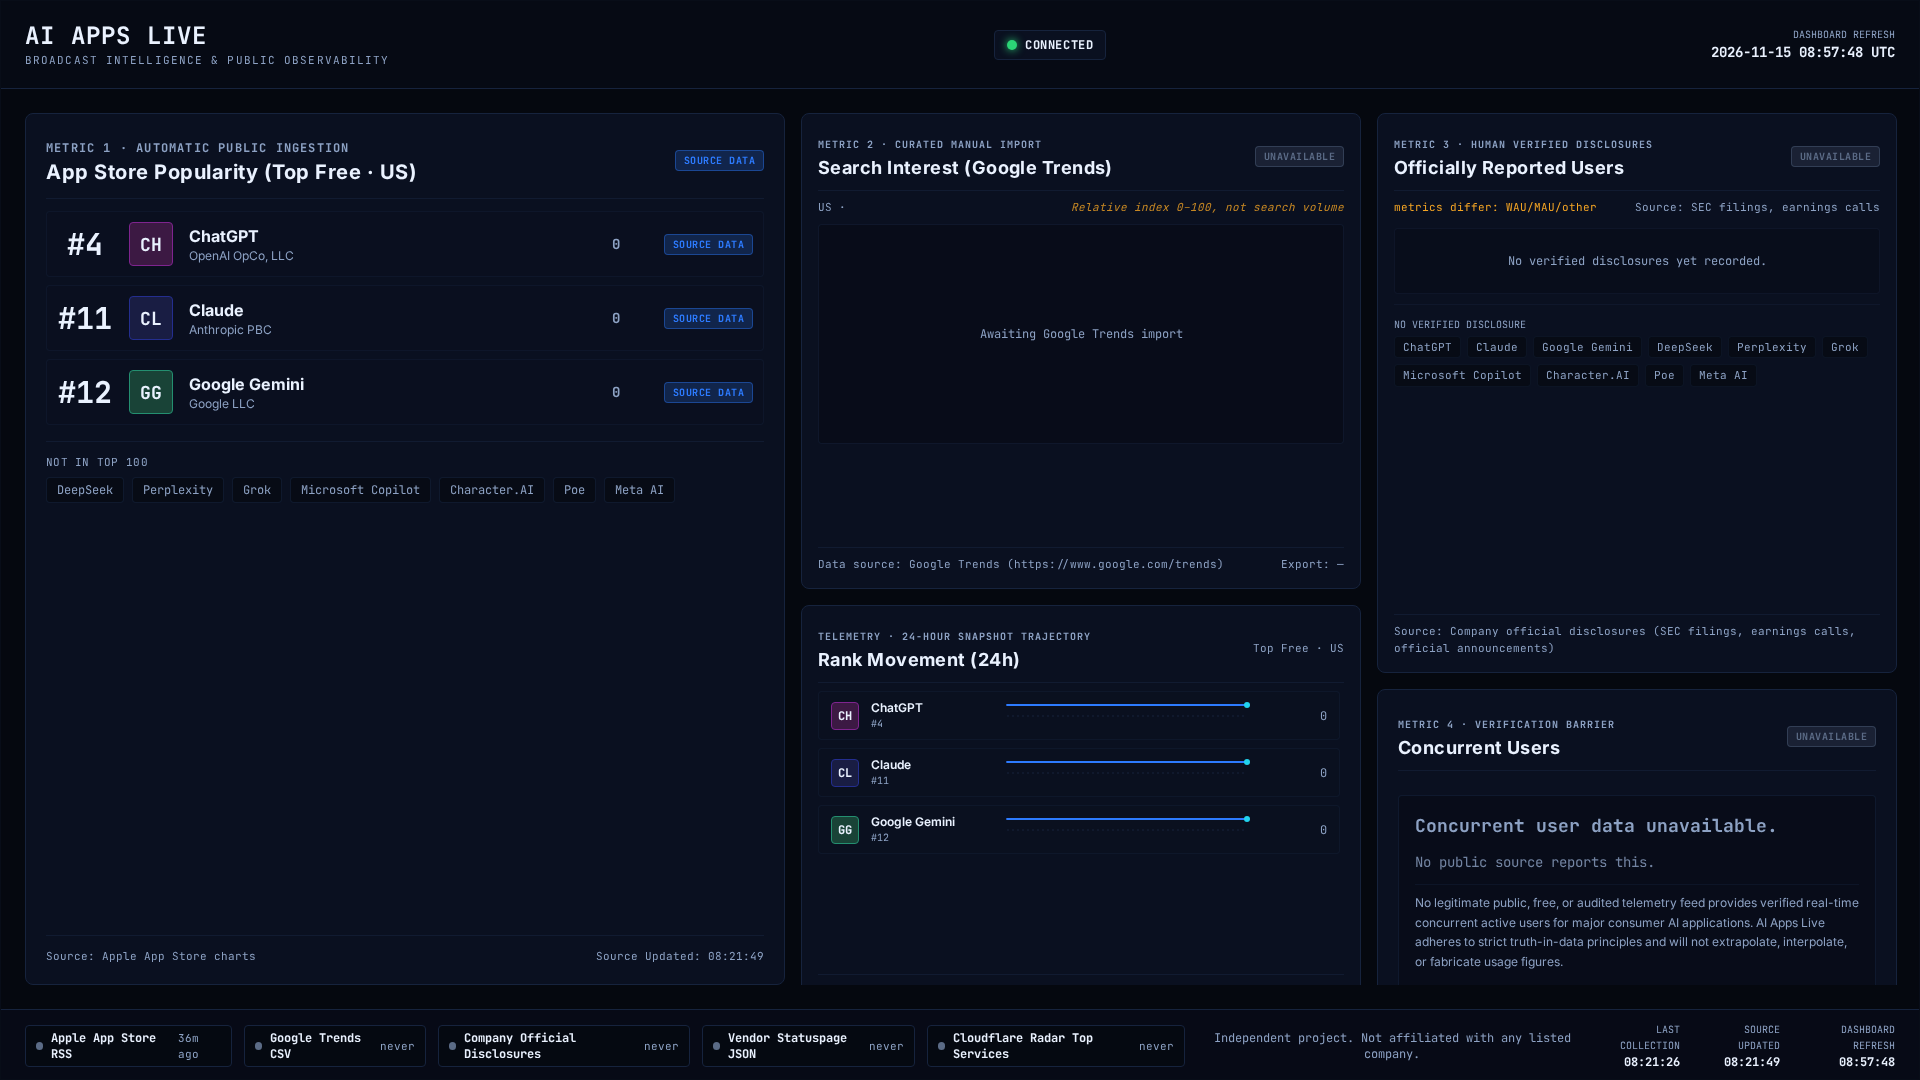 AI APPS LIVE
BROADCAST INTELLIGENCE & PUBLIC OBSERVABILITY
CONNECTED
DASHBOARD REFRESH
2026-11-15 08:57:48 UTC
METRIC 1 · AUTOMATIC PUBLIC INGESTION
App Store Popularity (Top Free · US)
SOURCE DATA
#4
CH
ChatGPT
OpenAI OpCo, LLC
0
SOURCE DATA
#11
CL
Claude
Anthropic PBC
0
SOURCE DATA
#12
GG
Google Gemini
Google LLC
0
SOURCE DATA
NOT IN TOP 100
DeepSeek Perplexity Grok Microsoft Copilot Character.AI Poe Meta AI
Source: Apple App Store charts
Source Updated: 08:21:49
METRIC 2 · CURATED MANUAL IMPORT
Search Interest (Google Trends)
UNAVAILABLE
US ·
Relative index 0–100, not search volume
Awaiting Google Trends import
Data source: Google Trends (https://www.google.com/trends)
Export: —
TELEMETRY · 24-HOUR SNAPSHOT TRAJECTORY
Rank Movement (24h)
Top Free · US
CH
ChatGPT
#4
0
CL
Claude
#11
0
GG
Google Gemini
#12
0
METRIC 3 · HUMAN VERIFIED DISCLOSURES
Officially Reported Users
UNAVAILABLE
metrics differ: WAU/MAU/other
Source: SEC filings, earnings calls
No verified disclosures yet recorded.
NO VERIFIED DISCLOSURE
ChatGPT Claude Google Gemini DeepSeek Perplexity Grok
Microsoft Copilot Character.AI Poe Meta AI
Source: Company official disclosures (SEC filings, earnings calls,
official announcements)
METRIC 4 · VERIFICATION BARRIER
Concurrent Users
UNAVAILABLE
Concurrent user data unavailable.
No public source reports this.
No legitimate public, free, or audited telemetry feed provides verified real-time
concurrent active users for major consumer AI applications. AI Apps Live
adheres to strict truth-in-data principles and will not extrapolate, interpolate,
or fabricate usage figures.
Apple App Store
RSS
36m
ago
Google Trends
CSV
never
Company Official
Disclosures
never
Vendor Statuspage
JSON
never
Cloudflare Radar Top
Services
never
Independent project. Not affiliated with any listed
company.
LAST
COLLECTION
08:21:26
SOURCE
UPDATED
08:21:49
DASHBOARD
REFRESH
08:57:48